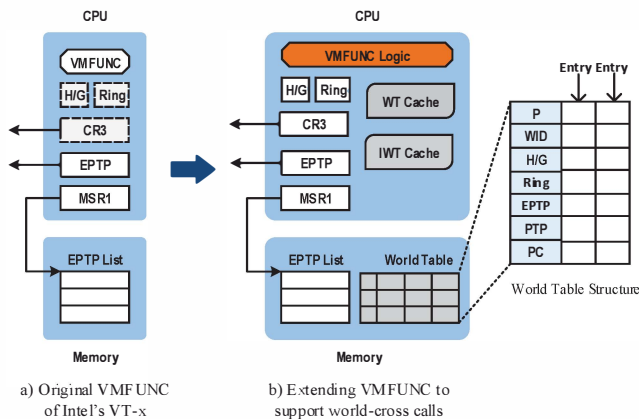 CPU
VMFUNC
H/G Ring
CR3
EPTP
MSR1
EPTP List
Memory
a) Original VMFUNC
of Intel's VT-x
CPU
VMFUNC Logic
H/G Ring
WT Cache
CR3
IWT Cache
EPTP
MSR1
EPTP List World Table
Memory
b) Extending VMFUNC to
support world-cross calls
Entry Entry
P
WID
H/G
Ring
EPTP
PTP
PC
World Table Structure